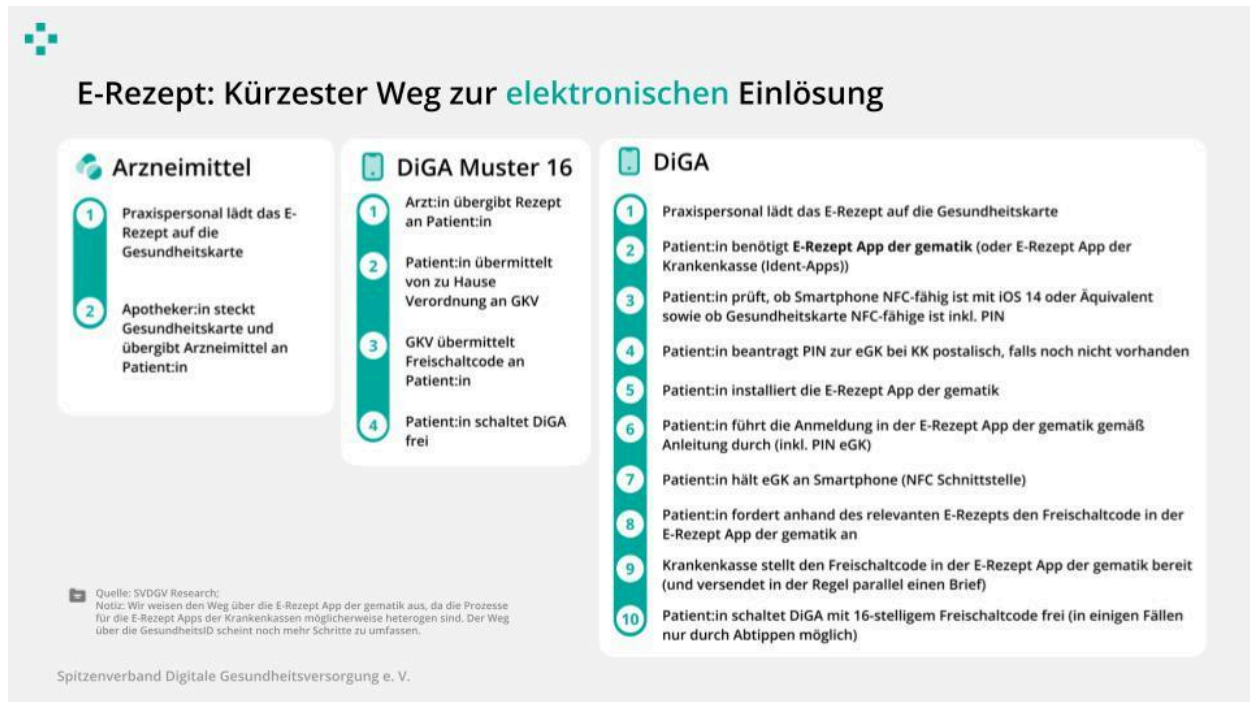 E-Rezept: Kürzester Weg zur elektronischen Einlösung
Arzneimittel
1
Praxispersonal lädt das E-
Rezept auf die
Gesundheitskarte
2
Apotheker:in steckt
Gesundheitskarte und
übergibt Arzneimittel an
Patient:in
DiGA Muster 16
1
Arzt:in übergibt Rezept
an Patient:in
2
Patient:in übermittelt
von zu Hause
Verordnung an GKV
3
GKV übermittelt
Freischaltcode an
Patient:in
4
Patient:in schaltet DiGA
frei
DiGA
1
Praxispersonal lädt das E-Rezept auf die Gesundheitskarte
2
Patient:in benötigt E-Rezept App der gematik (oder E-Rezept App der
Krankenkasse (Ident-Apps))
3
Patient:in prüft, ob Smartphone NFC-fähig ist mit iOS 14 oder Äquivalent
sowie ob Gesundheitskarte NFC-fähige ist inkl. PIN
4
Patient:in beantragt PIN zur eGK bei KK postalisch, falls noch nicht vorhanden
5
Patient:in installiert die E-Rezept App der gematik
6
Patient:in führt die Anmeldung in der E-Rezept App der gematik gemäß
Anleitung durch (inkl. PIN eGK)
7
Patient:in hält eGK an Smartphone (NFC Schnittstelle)
8
Patient:in fordert anhand des relevanten E-Rezepts den Freischaltcode in der
E-Rezept App der gematik an
9
Krankenkasse stellt den Freischaltcode in der E-Rezept App der gematik bereit
(und versendet in der Regel parallel einen Brief)
10
Patient:in schaltet DiGA mit 16-stelligem Freischaltcode frei (in einigen Fällen
nur durch Abtippen möglich)
Quelle: SVDGV Research;
Notiz: Wir weisen den Weg über die E-Rezept App der gematik aus, da die Prozesse
für die E-Rezept Apps der Krankenkassen möglicherweise heterogen sind. Der Weg
über die GesundheitsID scheint noch mehr Schritte zu umfassen.
Spitzenverband Digitale Gesundheitsversorgung e. V.